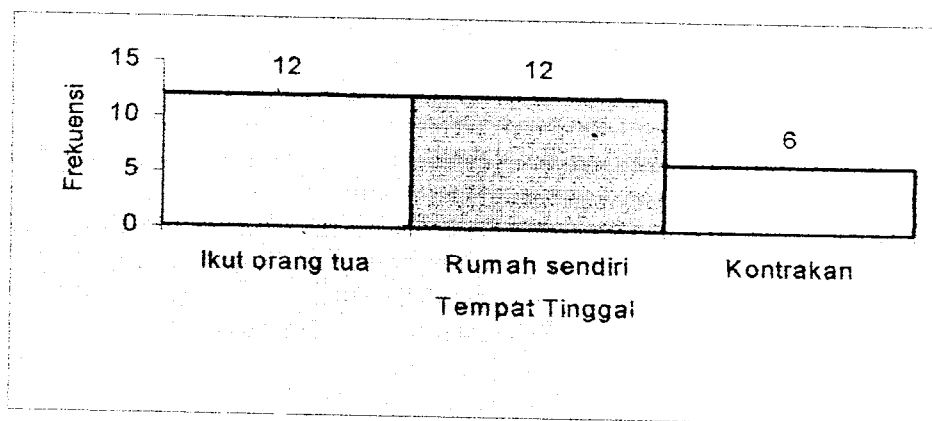 Frekuensi
15
10
5
0
12
12
6
Ikut orang tua
Rumah sendiri
Kontrakan
Tempat Tinggal